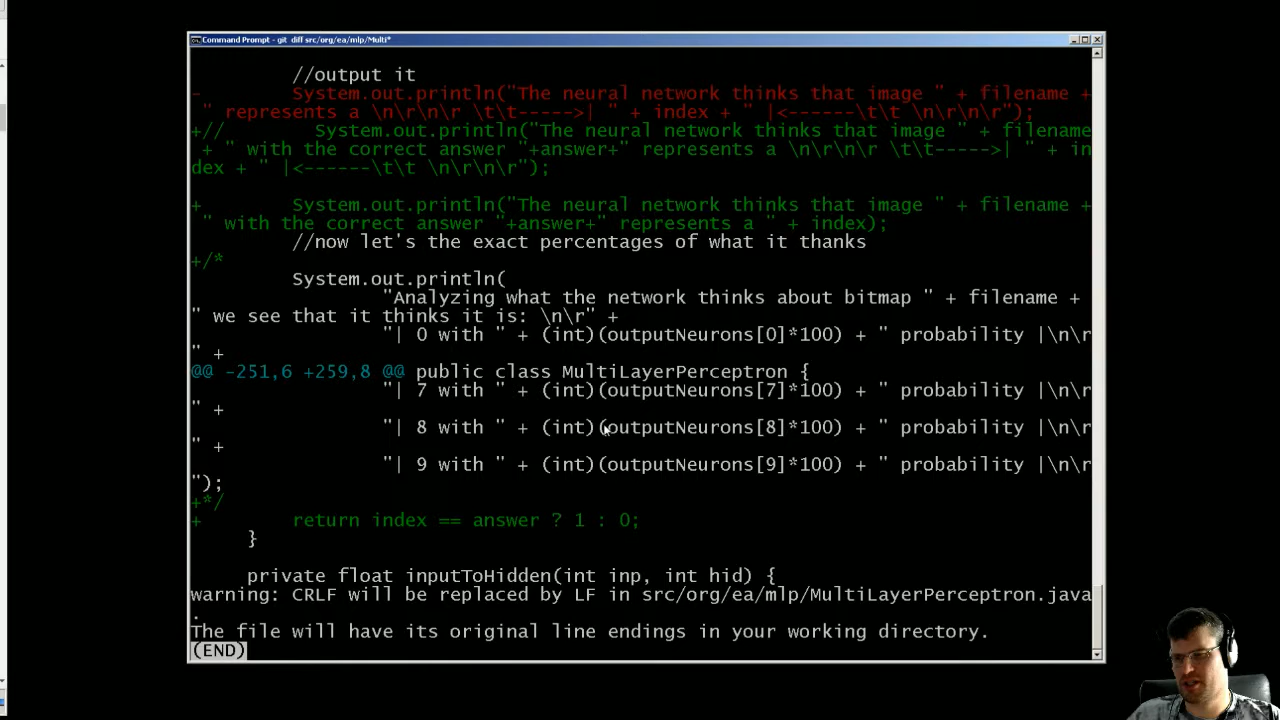 Command Prompt - git diff src/org/ea/mlp/Multi*
//output it
-        System.out.println("The neural network thinks that image " + filename +
 " represents a \n\r\n\r \t\t----->| " + index + " |<------\t\t \n\r\n\r");
+//        System.out.println("The neural network thinks that image " + filename
 + " with the correct answer "+answer+" represents a \n\r\n\r \t\t----->| " + in
dex + " |<------\t\t \n\r\n\r");
+        System.out.println("The neural network thinks that image " + filename +
 " with the correct answer "+answer+" represents a " + index);
//now let's the exact percentages of what it thanks
+/*
System.out.println(
"Analyzing what the network thinks about bitmap " + filename +
" we see that it thinks it is: \n\r" +
"| 0 with " + (int)(outputNeurons[0]*100) + " probability |\n\r
" +
@@ -251,6 +259,8 @@ public class MultiLayerPerceptron {
"| 7 with " + (int)(outputNeurons[7]*100) + " probability |\n\r
" +
"| 8 with " + (int)(outputNeurons[8]*100) + " probability |\n\r
" +
"| 9 with " + (int)(outputNeurons[9]*100) + " probability |\n\r
");
+*/
+        return index == answer ? 1 : 0;
}
private float inputToHidden(int inp, int hid) {
warning: CRLF will be replaced by LF in src/org/ea/mlp/MultiLayerPerceptron.java
.
The file will have its original line endings in your working directory.
(END)